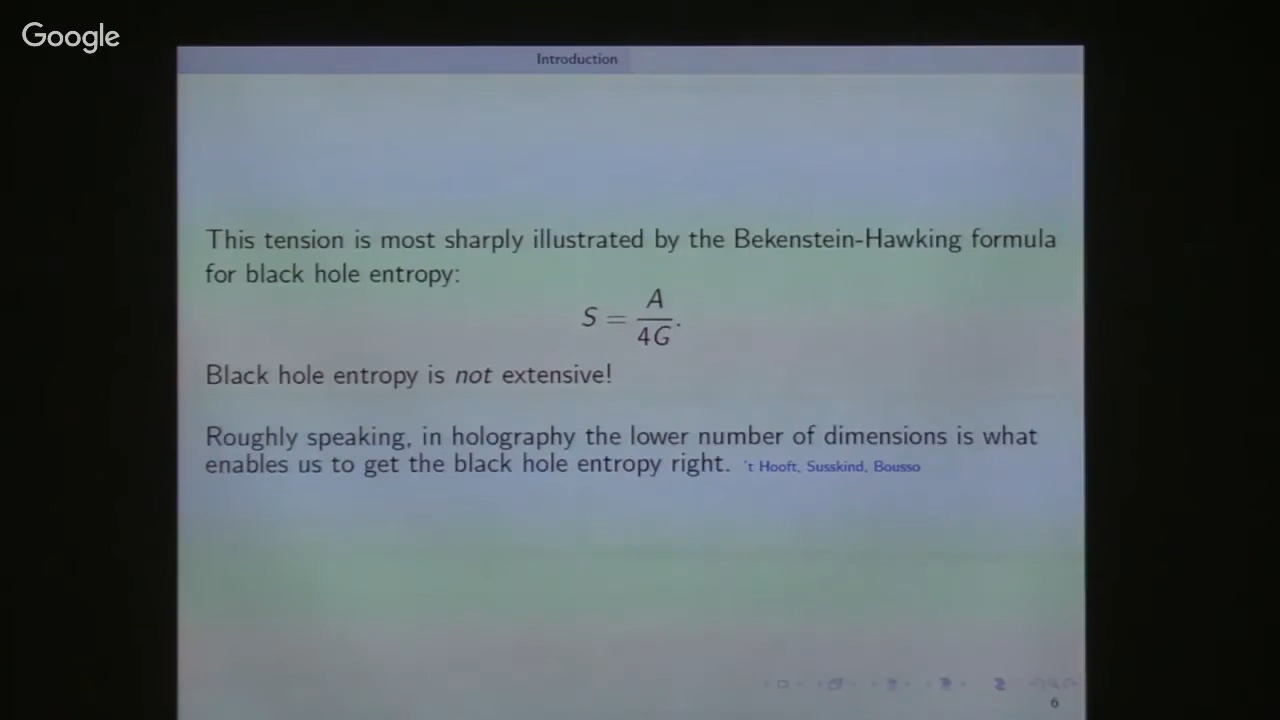 Google
Introduction
This tension is most sharply illustrated by the Bekenstein-Hawking formula
for black hole entropy:
S = A/4G.
Black hole entropy is not extensive!
Roughly speaking, in holography the lower number of dimensions is what
enables us to get the black hole entropy right. 't Hooft, Susskind, Bousso
6